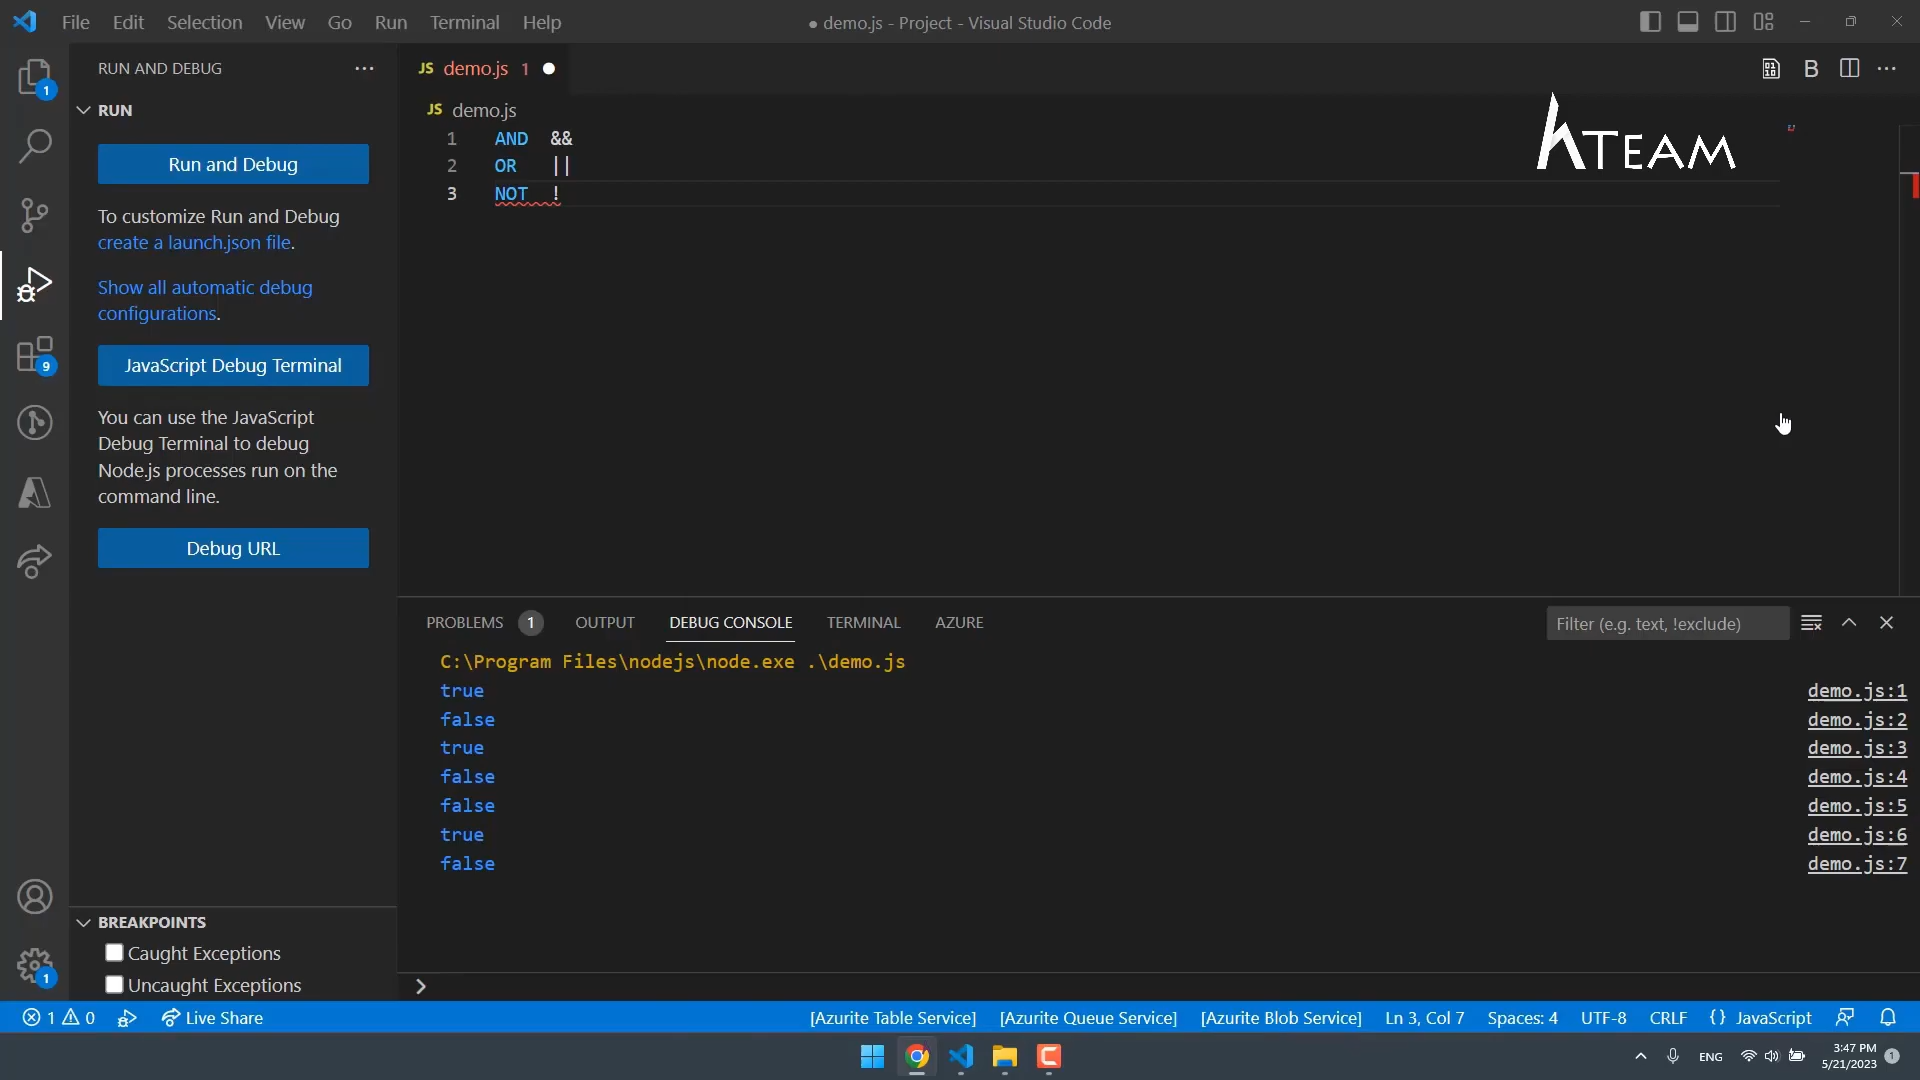 File Edit Selection View Go Run Terminal Help
● demo.js - Project - Visual Studio Code
RUN AND DEBUG
RUN
Run and Debug
To customize Run and Debug
create a launch.json file.
Show all automatic debug
configurations.
JavaScript Debug Terminal
You can use the JavaScript
Debug Terminal to debug
Node.js processes run on the
command line.
Debug URL
BREAKPOINTS
Caught Exceptions
Uncaught Exceptions
1
9
1
JS demo.js 1
JS demo.js
1 AND &&
2 OR ||
3 NOT !
hTEAM
PROBLEMS 1 OUTPUT DEBUG CONSOLE TERMINAL AZURE
Filter (e.g. text, !exclude)
C:\Program Files\nodejs\node.exe .\demo.js
true demo.js:1
false demo.js:2
true demo.js:3
false demo.js:4
false demo.js:5
true demo.js:6
false demo.js:7
1 0 Live Share [Azurite Table Service] [Azurite Queue Service] [Azurite Blob Service] Ln 3, Col 7 Spaces: 4 UTF-8 CRLF {} JavaScript
ENG
3:47 PM
5/21/2023
1